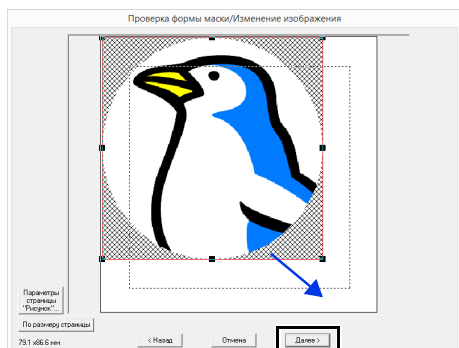 Проверка формы маски/Изменение изображения
Параметры
страницы
"Рисунок"...
По размеру страницы
79.1 x86.6 мм
< Назад
Отмена
Далее >